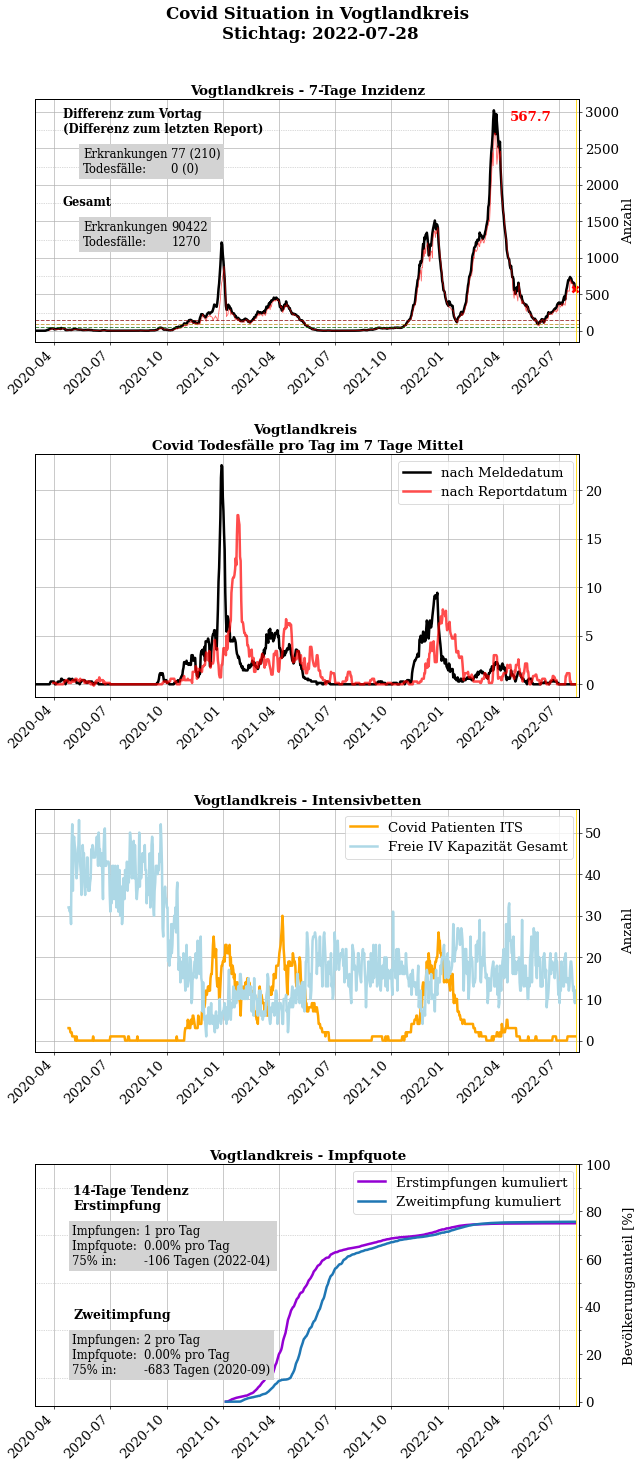 Covid Situation in Vogtlandkreis
Stichtag: 2022-07-28
Vogtlandkreis - 7-Tage Inzidenz
Differenz zum Vortag
(Differenz zum letzten Report)
Erkrankungen 77 (210)
Todesfälle: 0 (0)
Gesamt
Erkrankungen 90422
Todesfälle: 1270
567.7
3000
2500
2000
1500
1000
500
0
Anzahl
2020-04 2020-07 2020-10 2021-01 2021-04 2021-07 2021-10 2022-01 2022-04 2022-07
Vogtlandkreis
Covid Todesfälle pro Tag im 7 Tage Mittel
nach Meldedatum
nach Reportdatum
20
15
10
5
0
2020-04 2020-07 2020-10 2021-01 2021-04 2021-07 2021-10 2022-01 2022-04 2022-07
Vogtlandkreis - Intensivbetten
Covid Patienten ITS
Freie IV Kapazität Gesamt
50
40
30
20
10
0
Anzahl
2020-04 2020-07 2020-10 2021-01 2021-04 2021-07 2021-10 2022-01 2022-04 2022-07
Vogtlandkreis - Impfquote
14-Tage Tendenz
Erstimpfung
Impfungen: 1 pro Tag
Impfquote: 0.00% pro Tag
75% in: -106 Tagen (2022-04)
Zweitimpfung
Impfungen: 2 pro Tag
Impfquote: 0.00% pro Tag
75% in: -683 Tagen (2020-09)
Erstimpfungen kumuliert
Zweitimpfung kumuliert
100
80
60
40
20
0
Bevölkerungsanteil [%]
2020-04 2020-07 2020-10 2021-01 2021-04 2021-07 2021-10 2022-01 2022-04 2022-07